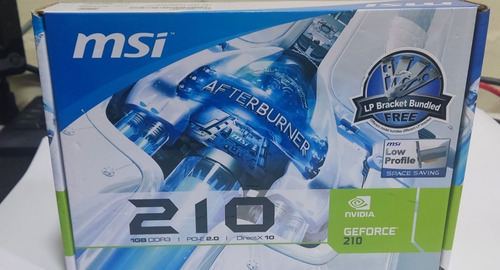 msi™
AFTERBURNER
LP Bracket Bundled
FREE
msi
Low
Profile
SPACE SAVING
210
1GB DDR3 | PCI-E 2.0 | DirectX 10
NVIDIA
GEFORCE
210